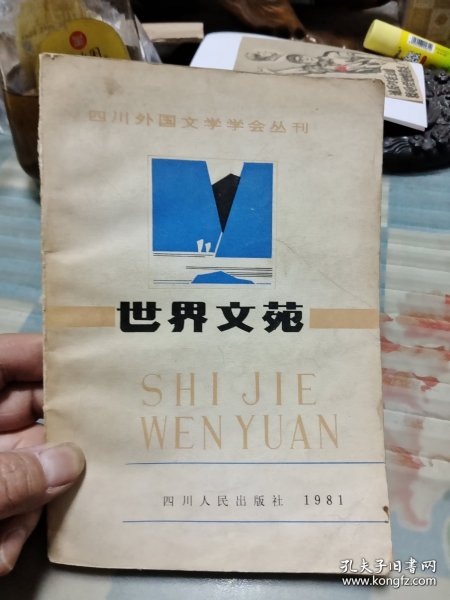 四川外国文学学会丛刊
世界文苑
SHI JIE
WEN YUAN
四川人民出版社 1981
孔夫子旧书网
www.kongfz.com